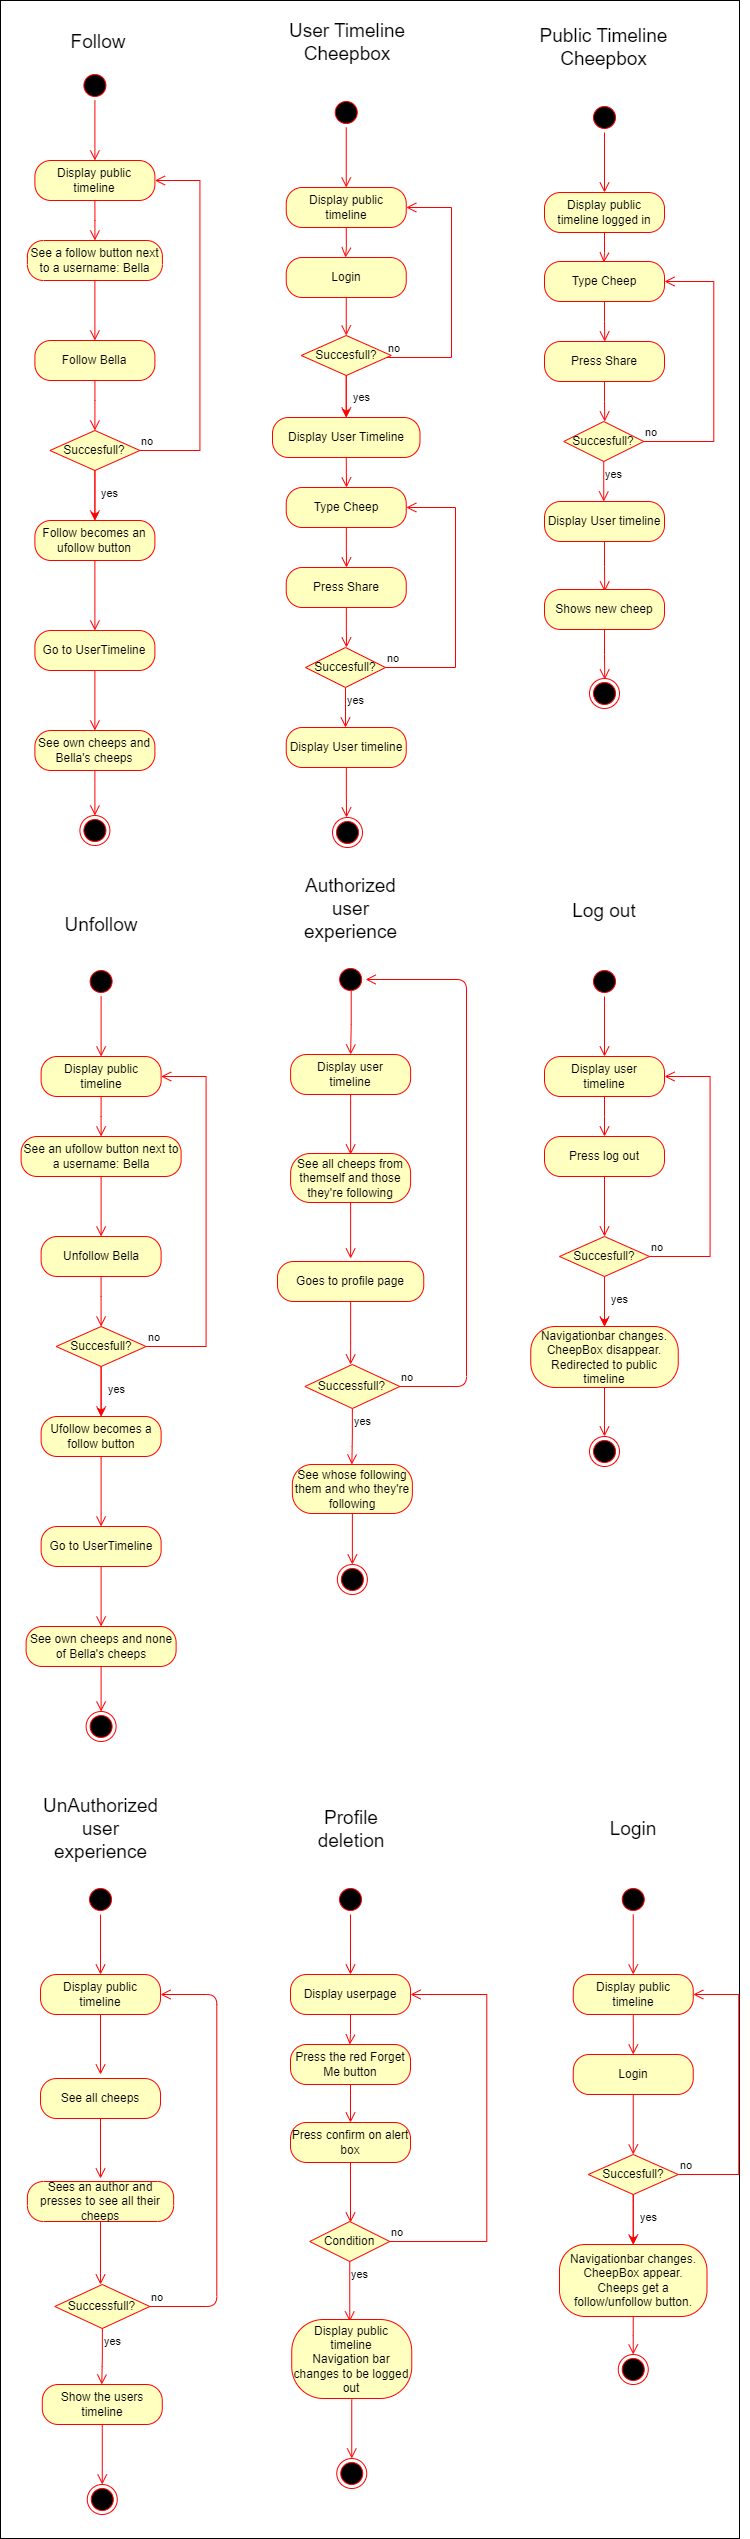 Follow
Display public
timeline
See a follow button next
to a username: Bella
Follow Bella
Succesfull?
no
yes
Follow becomes an
ufollow button
Go to UserTimeline
See own cheeps and
Bella's cheeps
User Timeline
Cheepbox
Display public
timeline
Login
Succesfull?
no
yes
Display User Timeline
Type Cheep
Press Share
Succesfull?
no
yes
Display User timeline
Public Timeline
Cheepbox
Display public
timeline logged in
Type Cheep
Press Share
Succesfull?
no
yes
Display User timeline
Shows new cheep
Unfollow
Display public
timeline
See an ufollow button next to
a username: Bella
Unfollow Bella
Succesfull?
no
yes
Ufollow becomes a
follow button
Go to UserTimeline
See own cheeps and none
of Bella's cheeps
Authorized
user
experience
Display user
timeline
See all cheeps from
themself and those
they're following
Goes to profile page
Successfull?
no
yes
See whose following
them and who they're
following
Log out
Display user
timeline
Press log out
Succesfull?
no
yes
Navigationbar changes.
CheepBox disappear.
Redirected to public
timeline
UnAuthorized
user
experience
Display public
timeline
See all cheeps
Sees an author and
presses to see all their
cheeps
Successfull?
no
yes
Show the users
timeline
Profile
deletion
Display userpage
Press the red Forget
Me button
Press confirm on alert
box
Condition
no
yes
Display public
timeline
Navigation bar
changes to be logged
out
Login
Display public
timeline
Login
Succesfull?
no
yes
Navigationbar changes.
CheepBox appear.
Cheeps get a
follow/unfollow button.